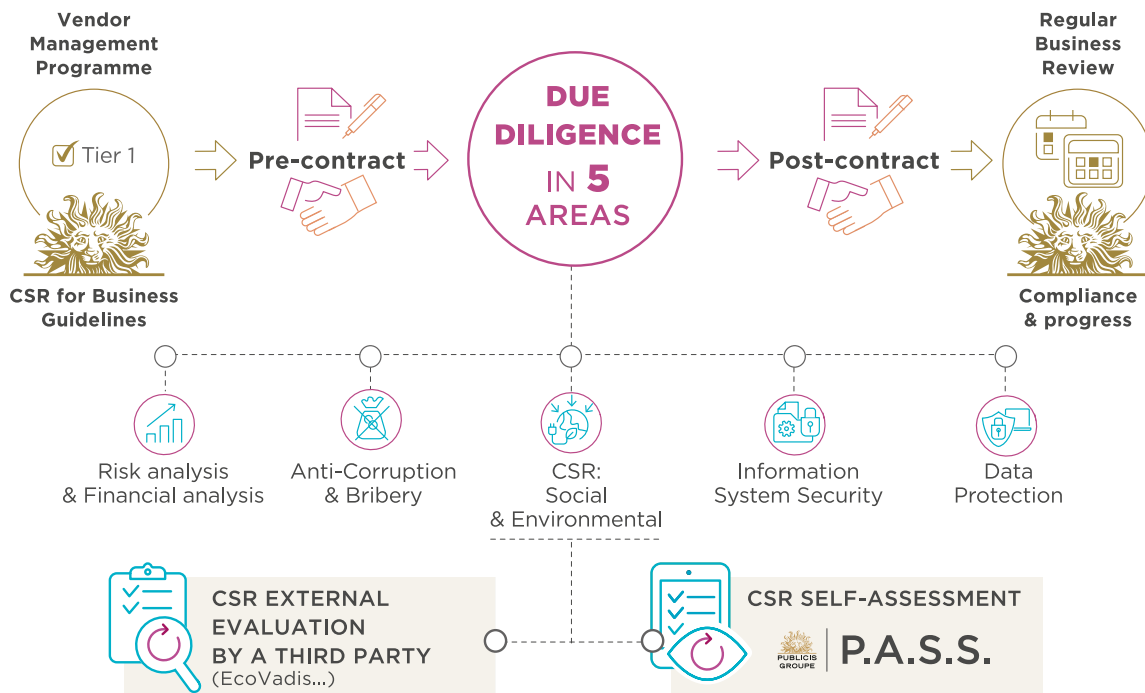 Vendor
Management
Programme
Tier 1
CSR for Business
Guidelines
Pre-contract
DUE
DILIGENCE
IN 5
AREAS
Post-contract
Regular
Business
Review
Compliance
& progress
Risk analysis
& Financial analysis
Anti-Corruption
& Bribery
CSR:
Social
& Environmental
Information
System Security
Data
Protection
CSR EXTERNAL
EVALUATION
BY A THIRD PARTY
(EcoVadis...)
CSR SELF-ASSESSMENT
PUBLICIS
GROUPE
P.A.S.S.